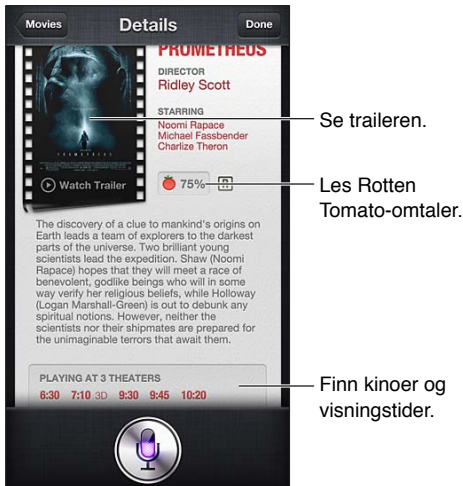 Movies
Details
Done
PROMETHEUS
DIRECTOR
Ridley Scott
STARRING
Noomi Rapace
Michael Fassbender
Charlize Theron
PROMETHEUS
Watch Trailer
75%
R
The discovery of a clue to mankind's origins on
Earth leads a team of explorers to the darkest
parts of the universe. Two brilliant young
scientists lead the expedition. Shaw (Noomi
Rapace) hopes that they will meet a race of
benevolent, godlike beings who will in some
way verify her religious beliefs, while Holloway
(Logan Marshall-Green) is out to debunk any
spiritual notions. However, neither the
scientists nor their shipmates are prepared for
the unimaginable terrors that await them.
PLAYING AT 3 THEATERS
6:30 7:10 3D 9:30 9:45 10:20
Se traileren.
Les Rotten
Tomato-omtaler.
Finn kinoer og
visningstider.